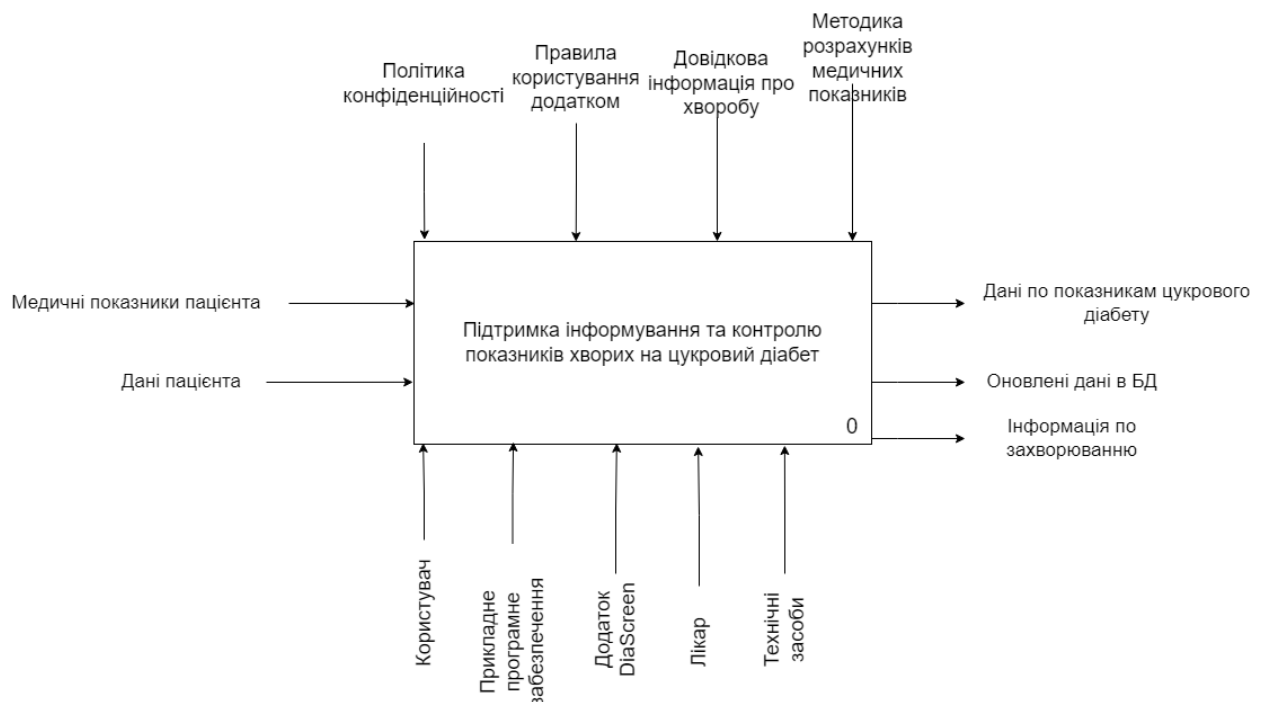 Політика
конфіденційності
Правила
користування
додатком
Довідкова
інформація про
хворобу
Методика
розрахунків
медичних
показників
Медичні показники пацієнта
Дані пацієнта
Підтримка інформування та контролю
показників хворих на цукровий діабет
0
Дані по показникам цукрового
діабету
Оновлені дані в БД
Інформація по
захворюванню
Користувач
Прикладне
програмне
забезпечення
Додаток
DiaScreen
Лікар
Технічні
засоби